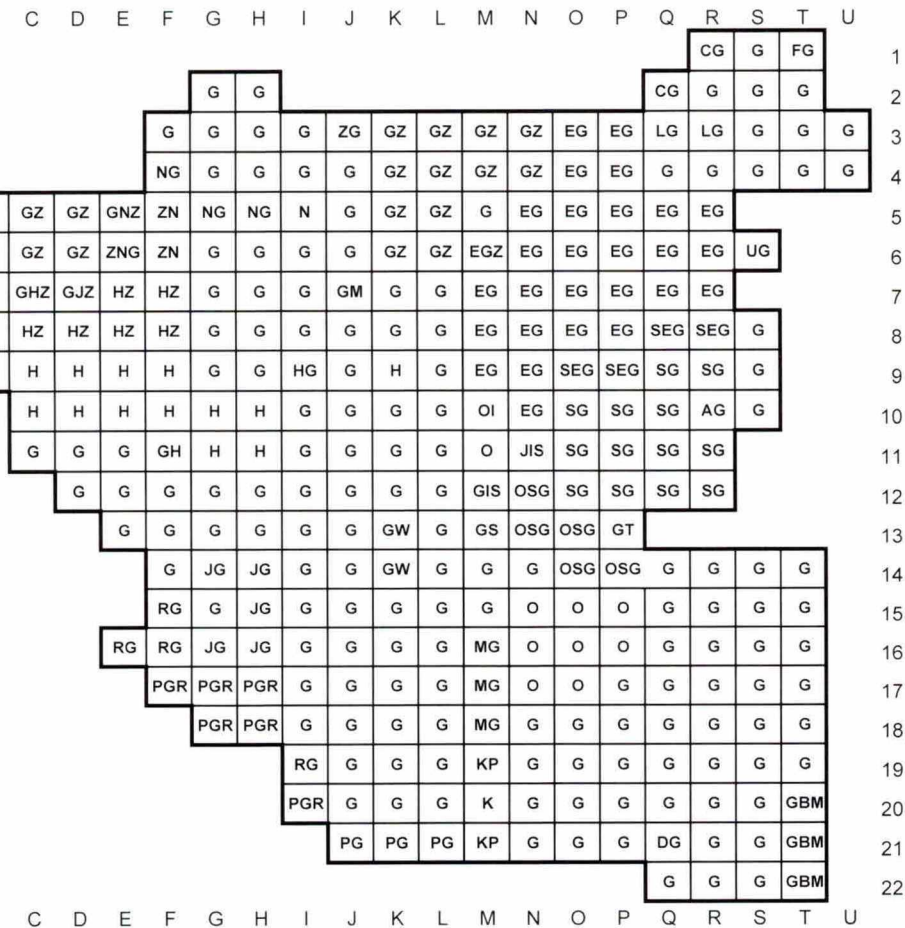 C D E F G H I J K L M N O P Q R S T U
CG G FG 1
G G CG G G G 2
G G G G ZG GZ GZ GZ GZ EG EG LG LG G G G 3
NG G G G G GZ GZ GZ GZ EG EG G G G G G 4
GZ GZ GNZ ZN NG NG N G GZ GZ G EG EG EG EG EG 5
GZ GZ ZNG ZN G G G G GZ GZ EGZ EG EG EG EG EG UG 6
GHZ GJZ HZ HZ G G G GM G G EG EG EG EG EG EG 7
HZ HZ HZ HZ G G G G G G EG EG EG EG SEG SEG G 8
H H H H G G HG G H G EG EG SEG SEG SG SG G 9
H H H H H H G G G G OI EG SG SG SG AG G 10
G G G GH H H G G G G O JIS SG SG SG SG 11
G G G G G G G G G GIS OSG SG SG SG SG 12
G G G G G G GW G GS OSG OSG GT 13
G JG JG G G GW G G G OSG OSG G G G G 14
RG G JG G G G G G O O O G G G G 15
RG RG JG JG G G G G MG O O O G G G G 16
PGR PGR PGR G G G G MG O O G G G G G 17
PGR PGR G G G G MG G G G G G G G 18
RG G G G KP G G G G G G G 19
PGR G G G K G G G G G G GBM 20
PG PG PG KP G G G DG G G GBM 21
G G G GBM 22
C D E F G H I J K L M N O P Q R S T U